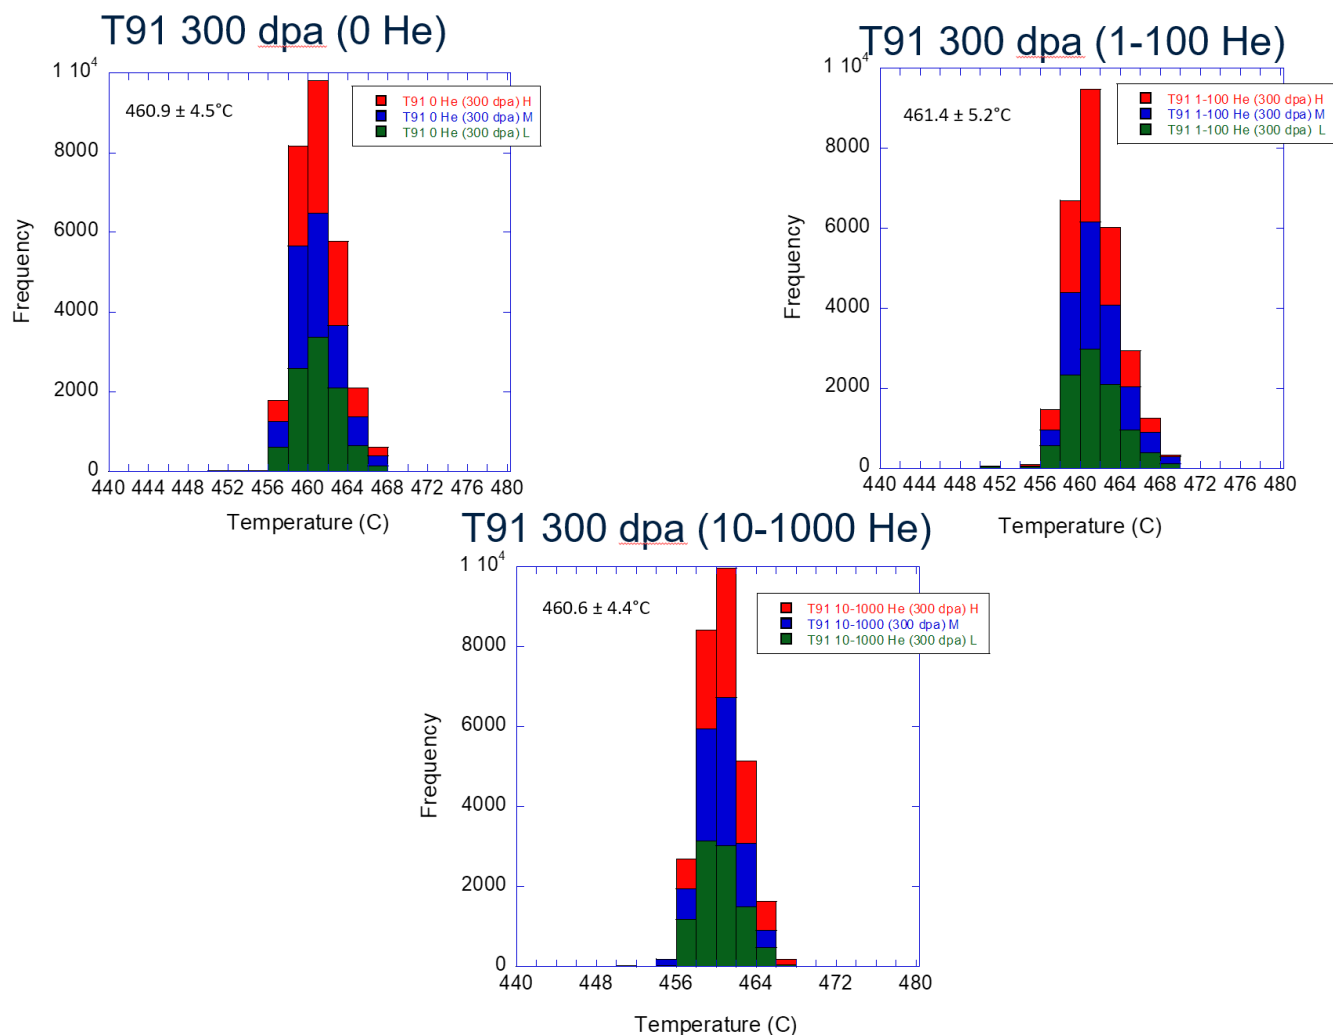 T91 300 dpa (0 He)
1 10⁴
8000
6000
4000
2000
0
Frequency
460.9 ± 4.5°C
T91 0 He (300 dpa) H
T91 0 He (300 dpa) M
T91 0 He (300 dpa) L
440 444 448 452 456 460 464 468 472 476 480
Temperature (C)
T91 300 dpa (1-100 He)
1 10⁴
8000
6000
4000
2000
0
Frequency
461.4 ± 5.2°C
T91 1-100 He (300 dpa) H
T91 1-100 He (300 dpa) M
T91 1-100 He (300 dpa) L
440 444 448 452 456 460 464 468 472 476 480
Temperature (C)
T91 300 dpa (10-1000 He)
1 10⁴
8000
6000
4000
2000
0
Frequency
460.6 ± 4.4°C
T91 10-1000 He (300 dpa) H
T91 10-1000 (300 dpa) M
T91 10-1000 He (300 dpa) L
440 448 456 464 472 480
Temperature (C)